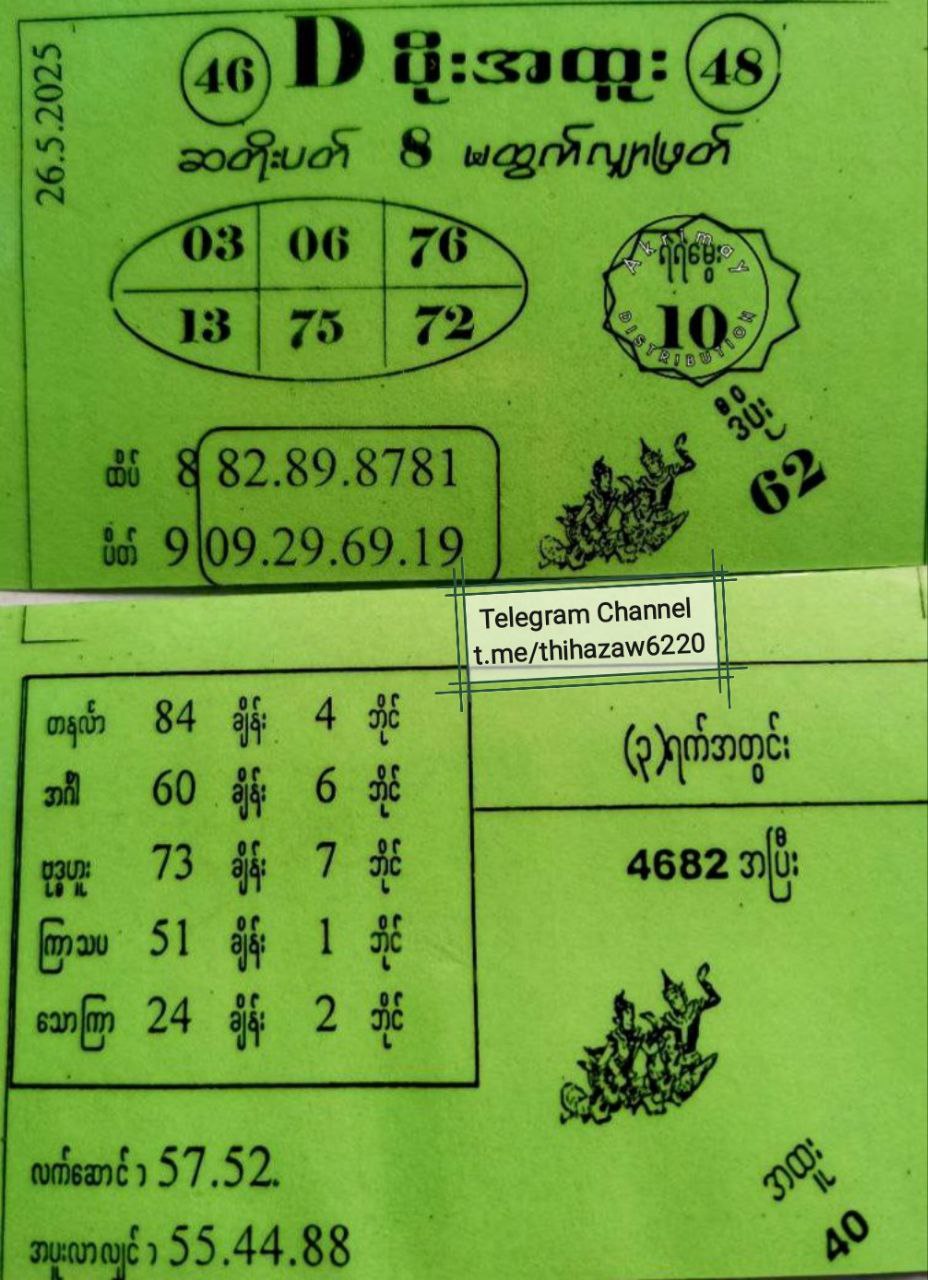 26.5.2025
46 D ပိုးအထူး 48
ဆတိုးပတ် 8 မထွက်လျှာဖြတ်
03 06 76
13 75 72
Akrimay
ရဲရဲမွေး
10
DISTRIBUTION
ထိပ် 8 82.89.8781
ပိတ် 9 09.29.69.19
62
Telegram Channel
t.me/thihazaw6220
တနင်္လာ 84 ချိန်း 4 ဘိုင်
အင်္ဂါ 60 ချိန်း 6 ဘိုင်
ဗုဒ္ဓဟူး 73 ချိန်း 7 ဘိုင်
ကြာသပ 51 ချိန်း 1 ဘိုင်
သောကြာ 24 ချိန်း 2 ဘိုင်
(၃)ရက်အတွင်း
4682 အပြီး
လက်ဆောင် ၁ 57.52.
အပူးလာလျှင် ၁ 55.44.88
အထူး
40